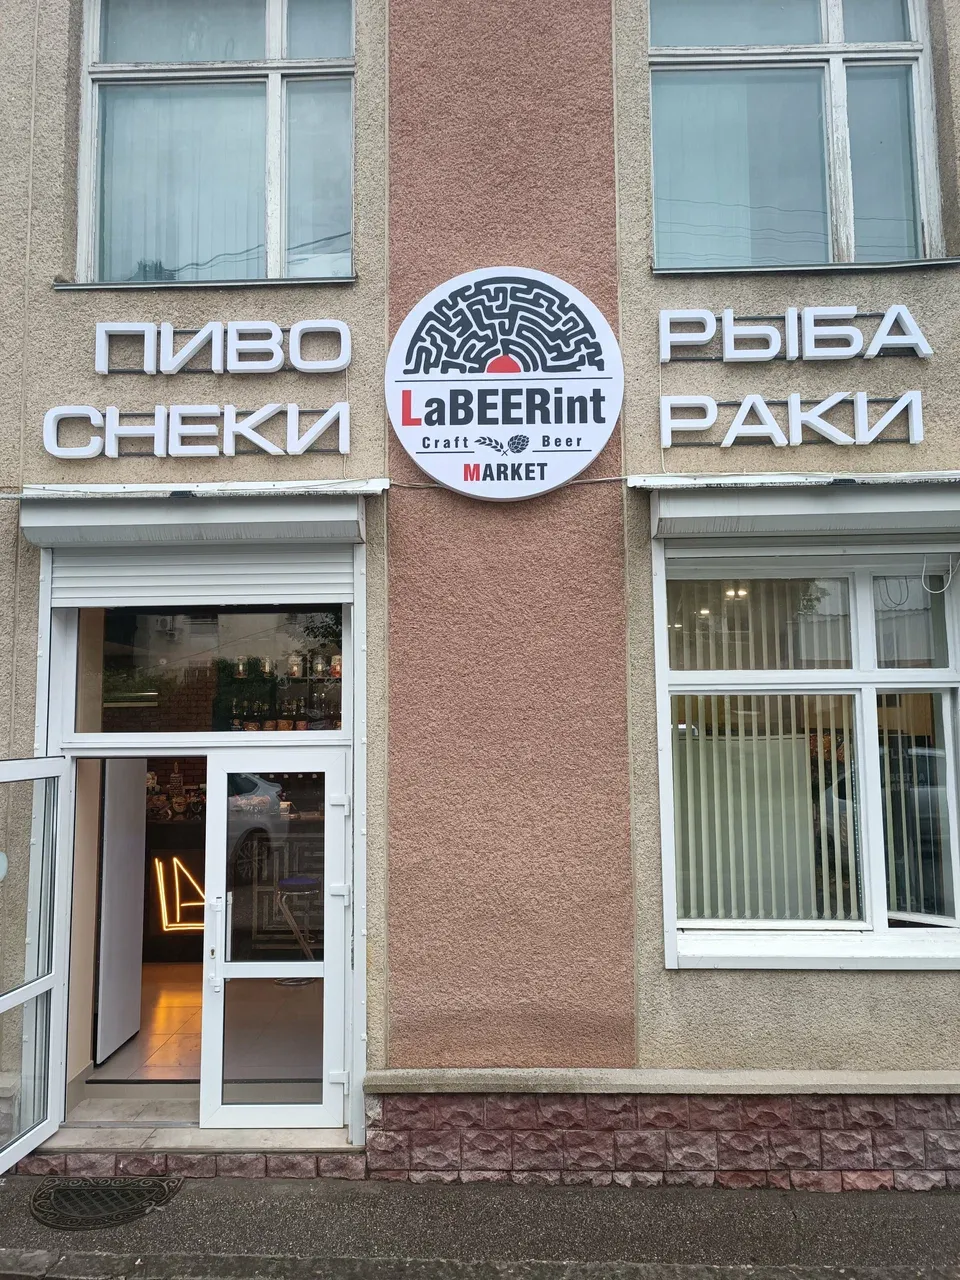 ПИВО
СНЕКИ
LaBEERint
Craft Beer
MARKET
РЫБА
РАКИ